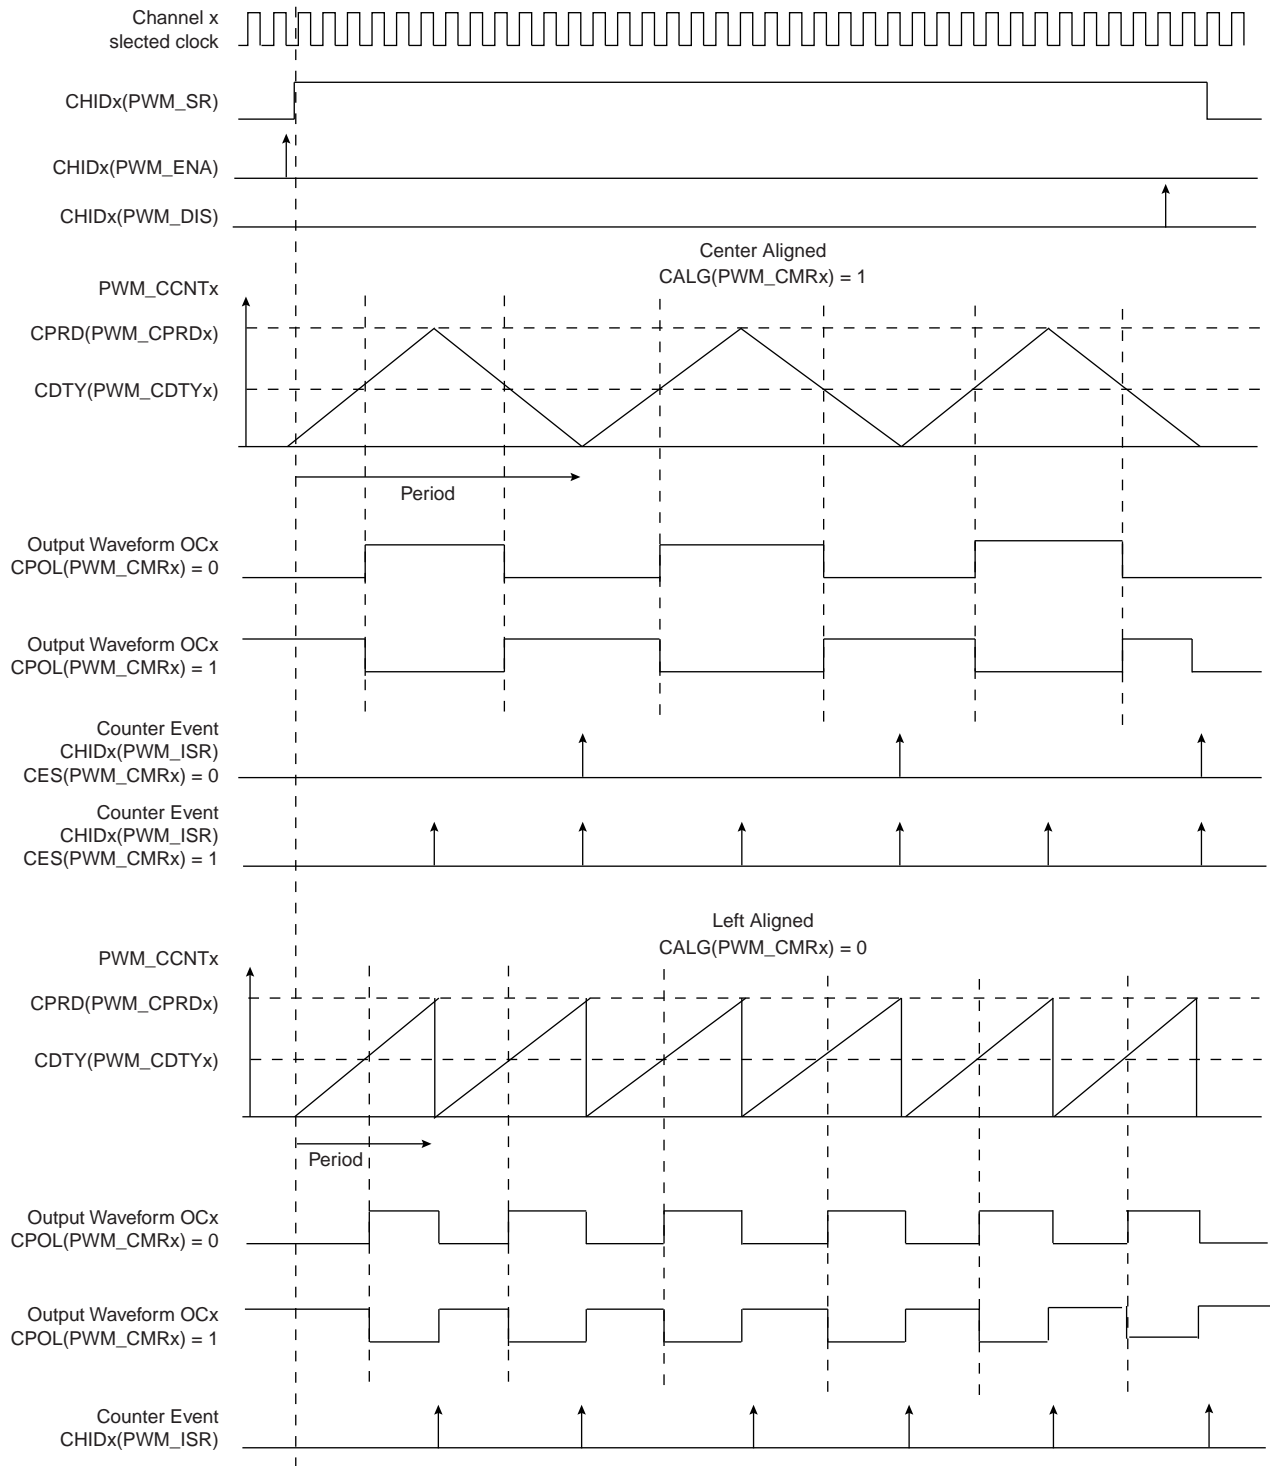 Channel x
slected clock
CHIDx(PWM_SR)
CHIDx(PWM_ENA)
CHIDx(PWM_DIS)
Center Aligned
CALG(PWM_CMRx) = 1
PWM_CCNTx
CPRD(PWM_CPRDx)
CDTY(PWM_CDTYx)
Period
Output Waveform OCx
CPOL(PWM_CMRx) = 0
Output Waveform OCx
CPOL(PWM_CMRx) = 1
Counter Event
CHIDx(PWM_ISR)
CES(PWM_CMRx) = 0
Counter Event
CHIDx(PWM_ISR)
CES(PWM_CMRx) = 1
Left Aligned
CALG(PWM_CMRx) = 0
PWM_CCNTx
CPRD(PWM_CPRDx)
CDTY(PWM_CDTYx)
Period
Output Waveform OCx
CPOL(PWM_CMRx) = 0
Output Waveform OCx
CPOL(PWM_CMRx) = 1
Counter Event
CHIDx(PWM_ISR)